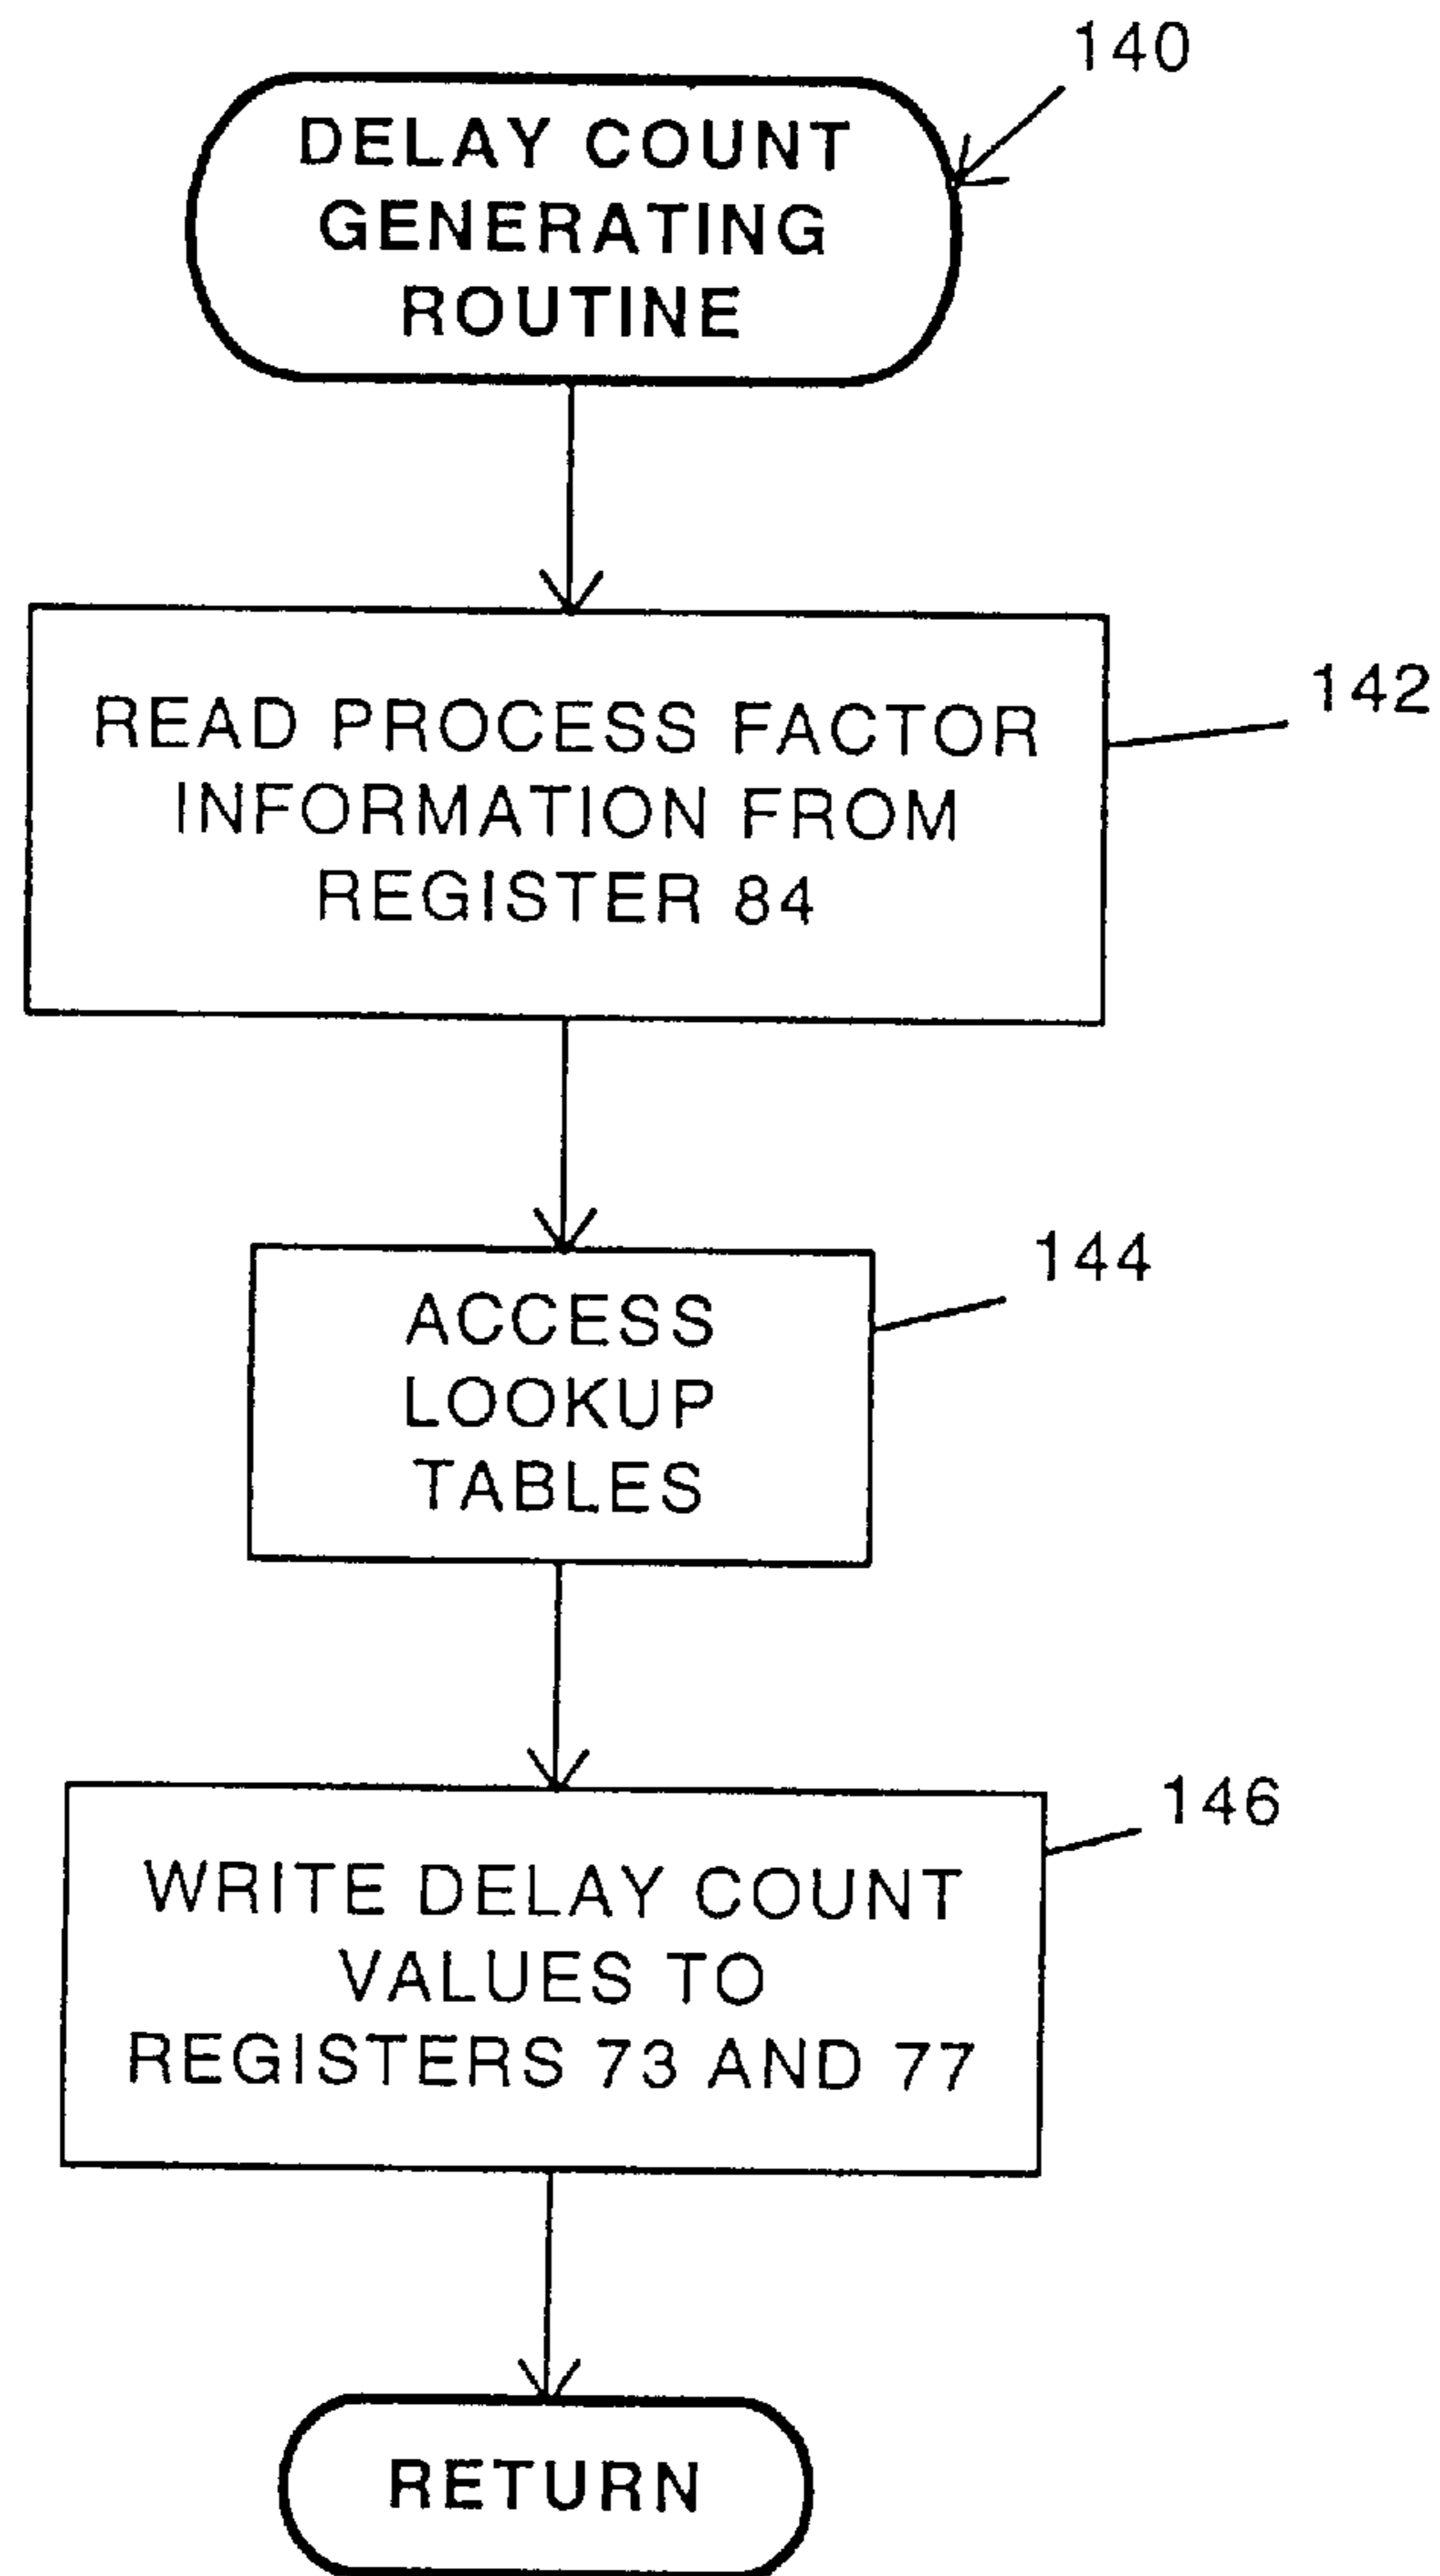 140
DELAY COUNT
GENERATING
ROUTINE
142
READ PROCESS FACTOR
INFORMATION FROM
REGISTER 84
144
ACCESS
LOOKUP
TABLES
146
WRITE DELAY COUNT
VALUES TO
REGISTERS 73 AND 77
RETURN